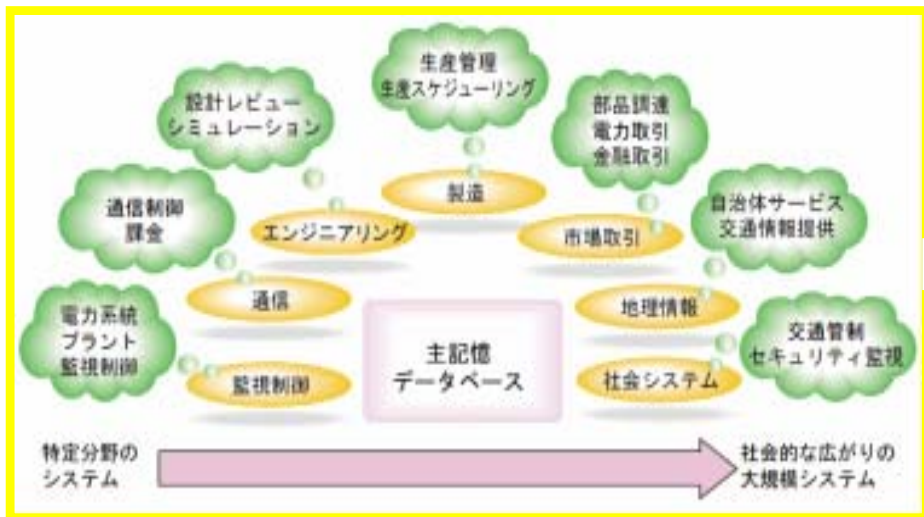 生産管理
生産スケジューリング
設計レビュー
シミュレーション
部品調達
電力取引
金融取引
通信制御
課金
自治体サービス
交通情報提供
電力系統
プラント
監視制御
交通管制
セキュリティ監視
製造
エンジニアリング
市場取引
通信
地理情報
監視制御
社会システム
主記憶
データベース
特定分野の
システム
社会的な広がりの
大規模システム